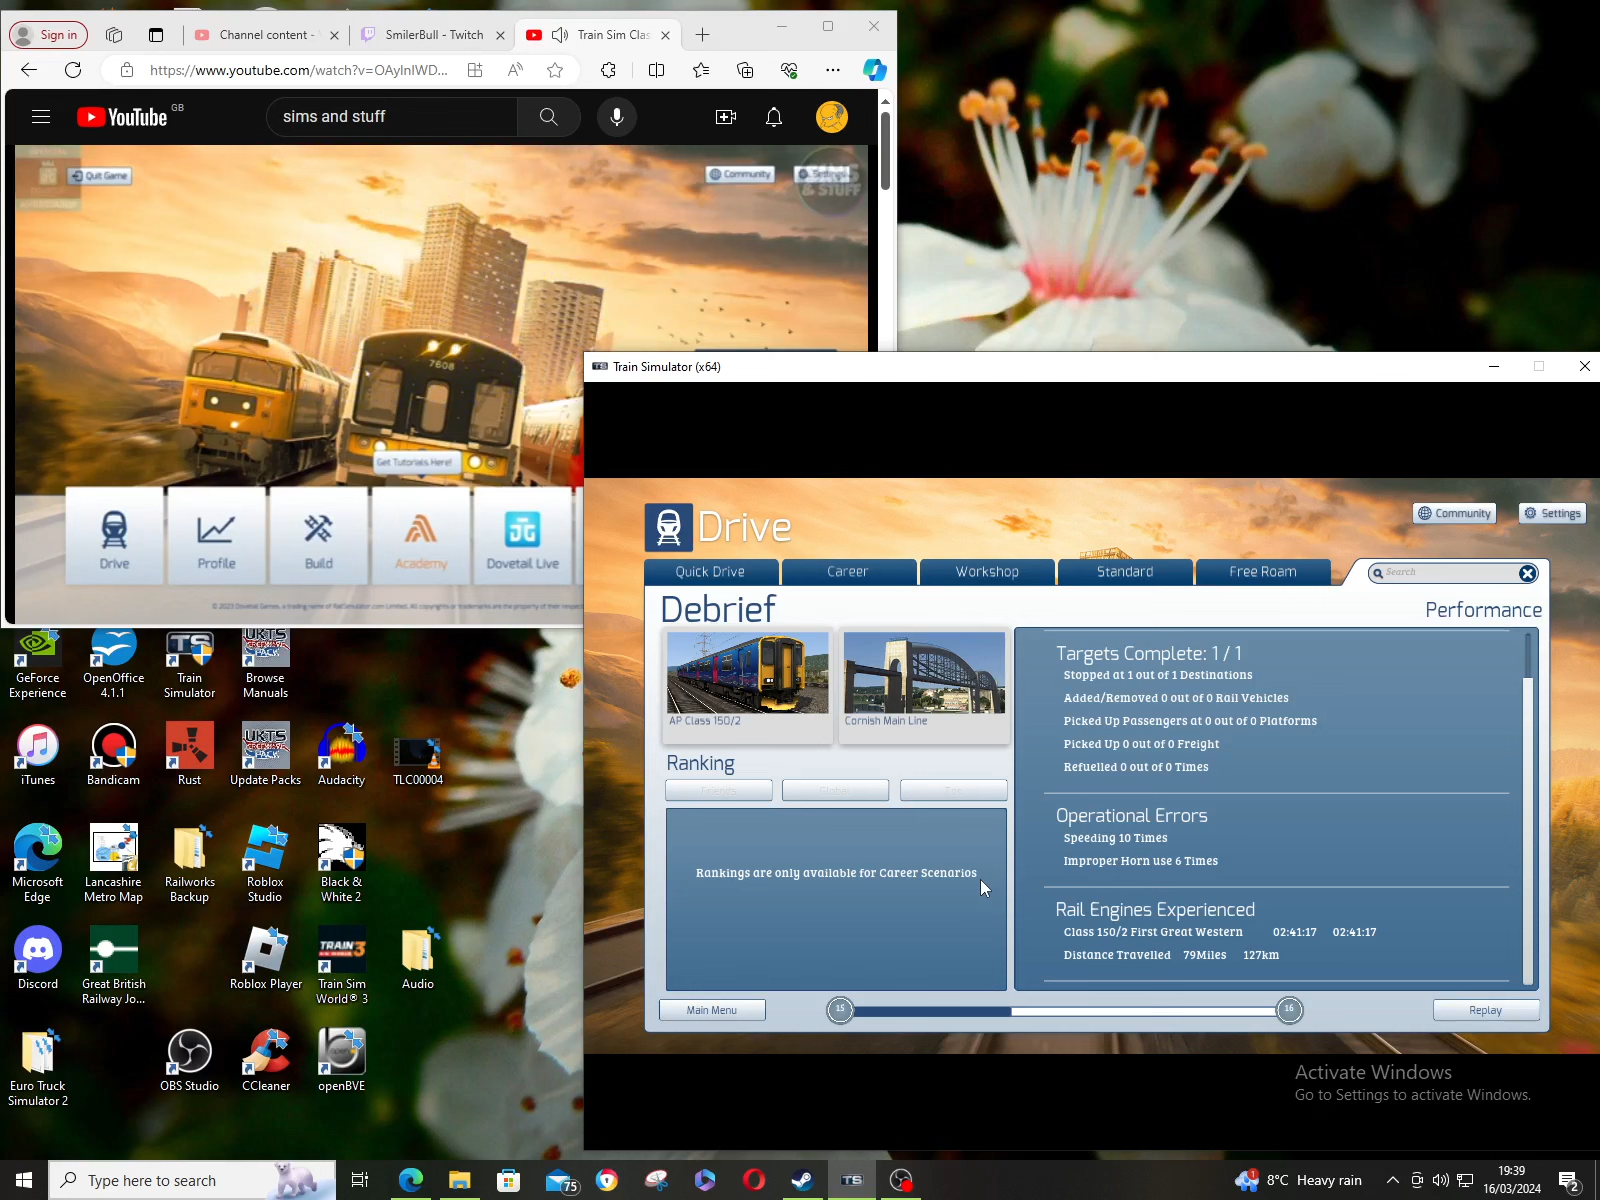 Sign in
Channel content -
SmilerBull - Twitch
Train Sim Clas
https://www.youtube.com/watch?v=OAylnIWD...
YouTube GB
sims and stuff
Quit Game
Community
Settings
SIMS & STUFF
7608
Get Tutorials Here!
Drive
Profile
Build
Academy
Dovetail Live
Train Simulator (x64)
Drive
Community
Settings
Quick Drive
Career
Workshop
Standard
Free Roam
Search
Debrief
Performance
AP Class 150/2
Cornish Main Line
Ranking
Friends
Global
Rankings are only available for Career Scenarios
Targets Complete: 1 / 1
Stopped at 1 out of 1 Destinations
Added/Removed 0 out of 0 Rail Vehicles
Picked Up Passengers at 0 out of 0 Platforms
Picked Up 0 out of 0 Freight
Refuelled 0 out of 0 Times
Operational Errors
Speeding 10 Times
Improper Horn use 6 Times
Rail Engines Experienced
Class 150/2 First Great Western 02:41:17 02:41:17
Distance Travelled 79Miles 127km
Main Menu
15
16
Replay
Activate Windows
Go to Settings to activate Windows.
GeForce Experience
OpenOffice 4.1.1
Train Simulator
Browse Manuals
iTunes
Bandicam
Rust
Update Packs
Audacity
TLC00004
Microsoft Edge
Lancashire Metro Map
Railworks Backup
Roblox Studio
Black & White 2
Discord
Great British Railway Jo...
Roblox Player
Train Sim World® 3
Audio
Euro Truck Simulator 2
OBS Studio
CCleaner
openBVE
Type here to search
75
TS
1
8°C Heavy rain
19:39
16/03/2024
2